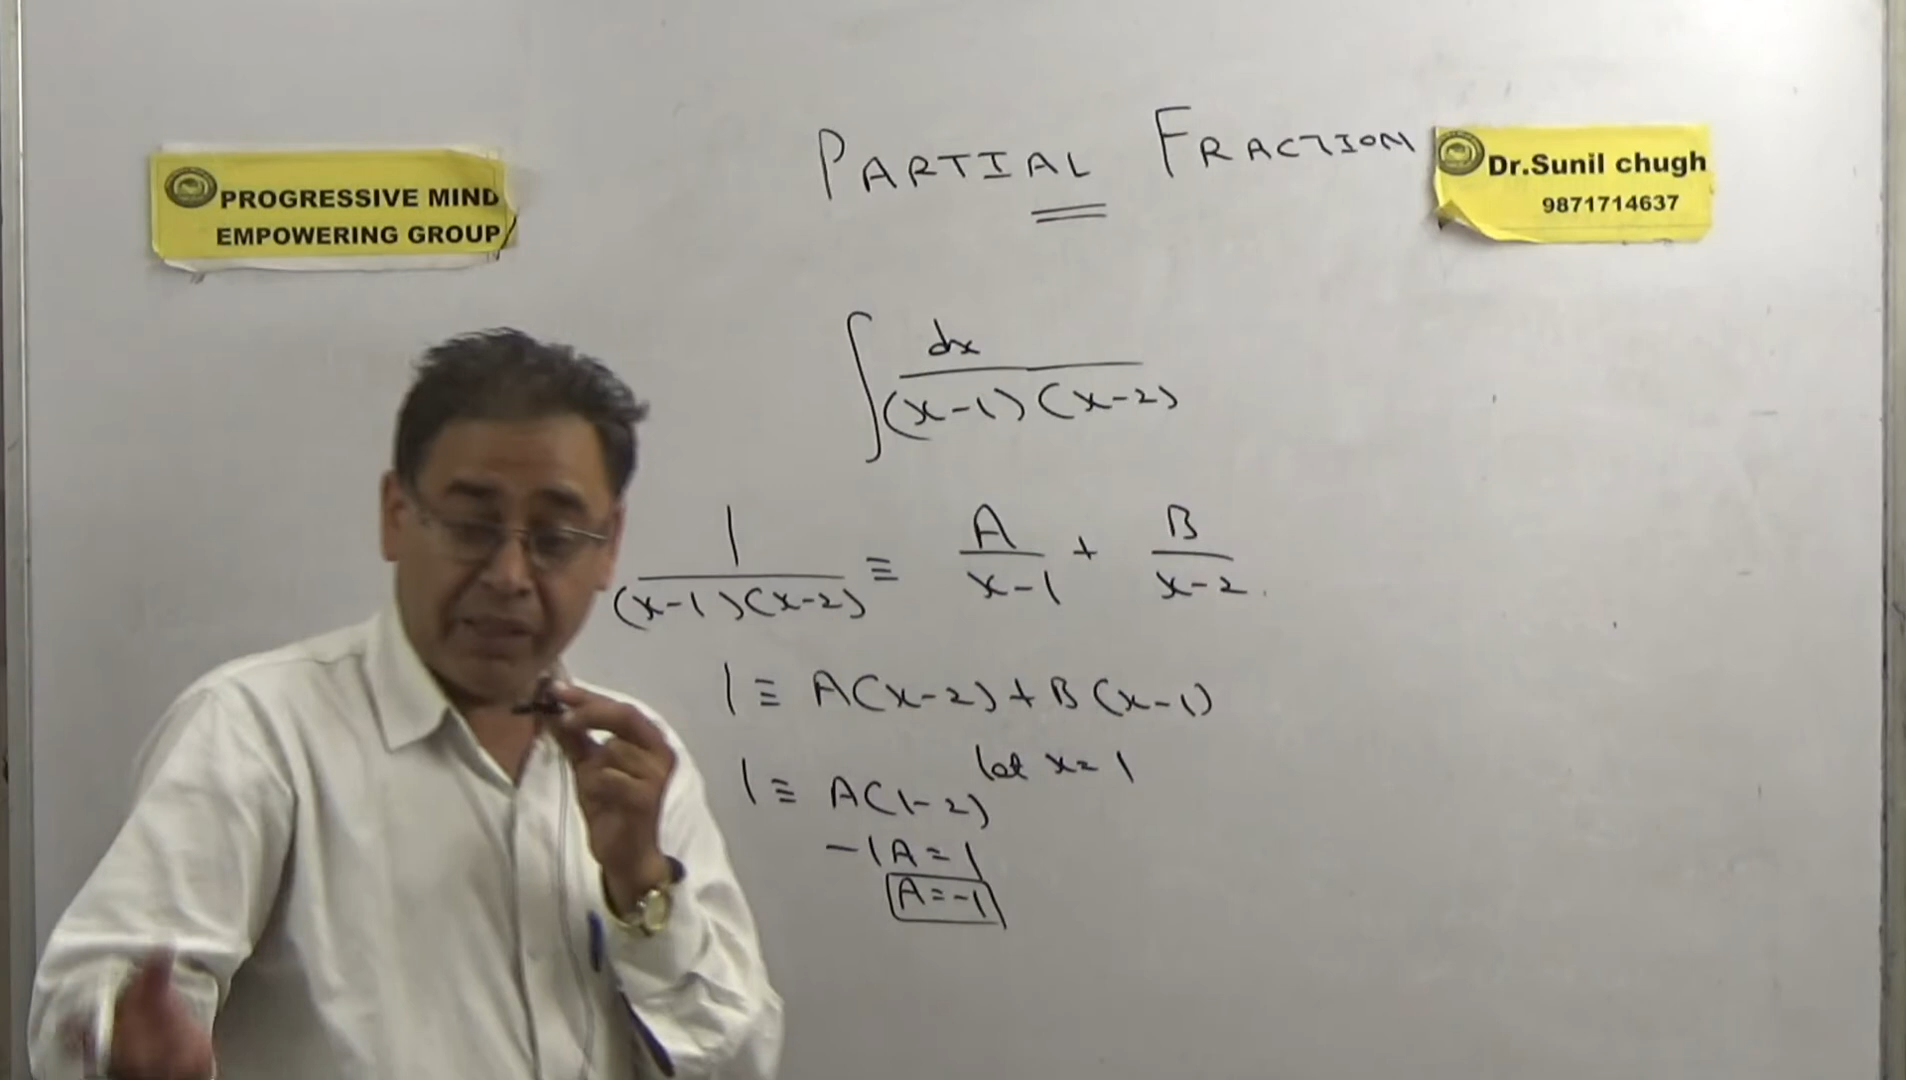 PARTIAL FRACTION
PROGRESSIVE MIND
EMPOWERING GROUP
Dr.Sunil chugh
9871714637
∫ dx / (x-1)(x-2)
1 / (x-1)(x-2) ≡ A / x-1 + B / x-2
1 ≡ A(x-2) + B(x-1)
let x = 1
1 ≡ A(1-2)
-1A = 1
A = -1